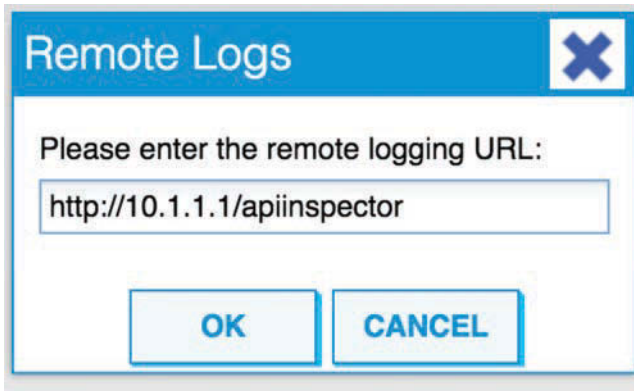 Remote Logs
Please enter the remote logging URL:
http://10.1.1.1/apiinspector
OK CANCEL